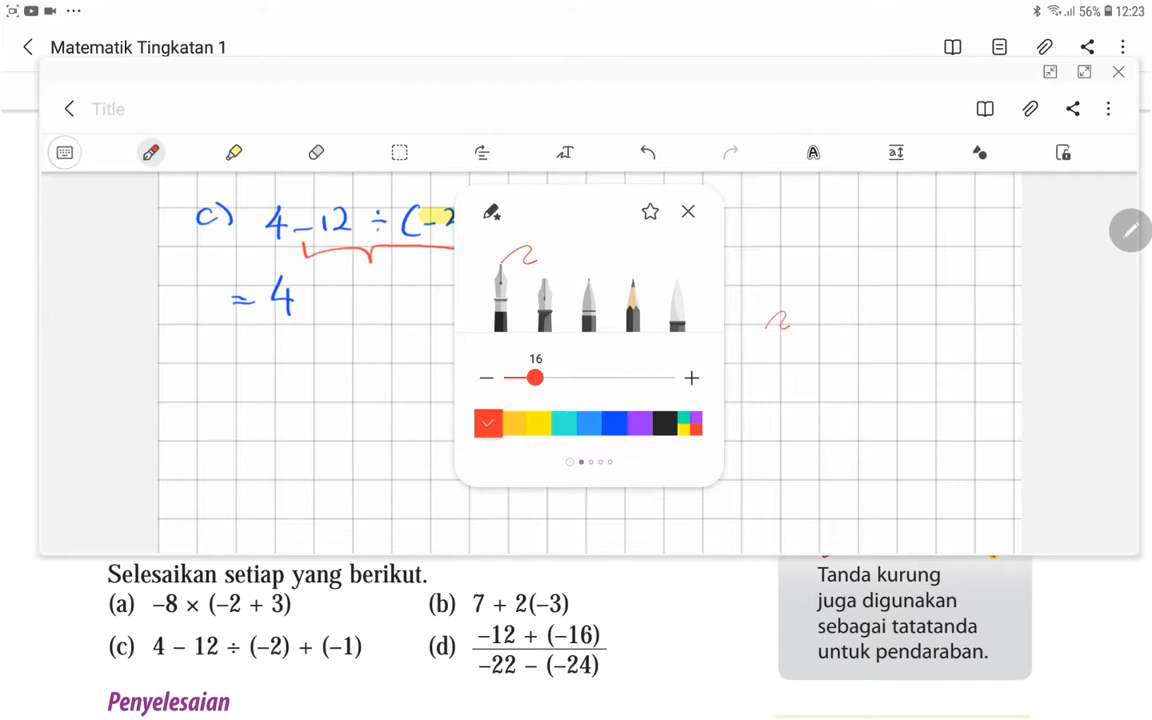 56% 12:23
Matematik Tingkatan 1
Title
c) 4 - 12 ÷ (-2
= 4
16
Selesaikan setiap yang berikut.
(a) −8 × (−2 + 3) (b) 7 + 2(−3)
(c) 4 − 12 ÷ (−2) + (−1) (d) −12 + (−16)
−22 − (−24)
Penyelesaian
Tanda kurung
juga digunakan
sebagai tatatanda
untuk pendaraban.